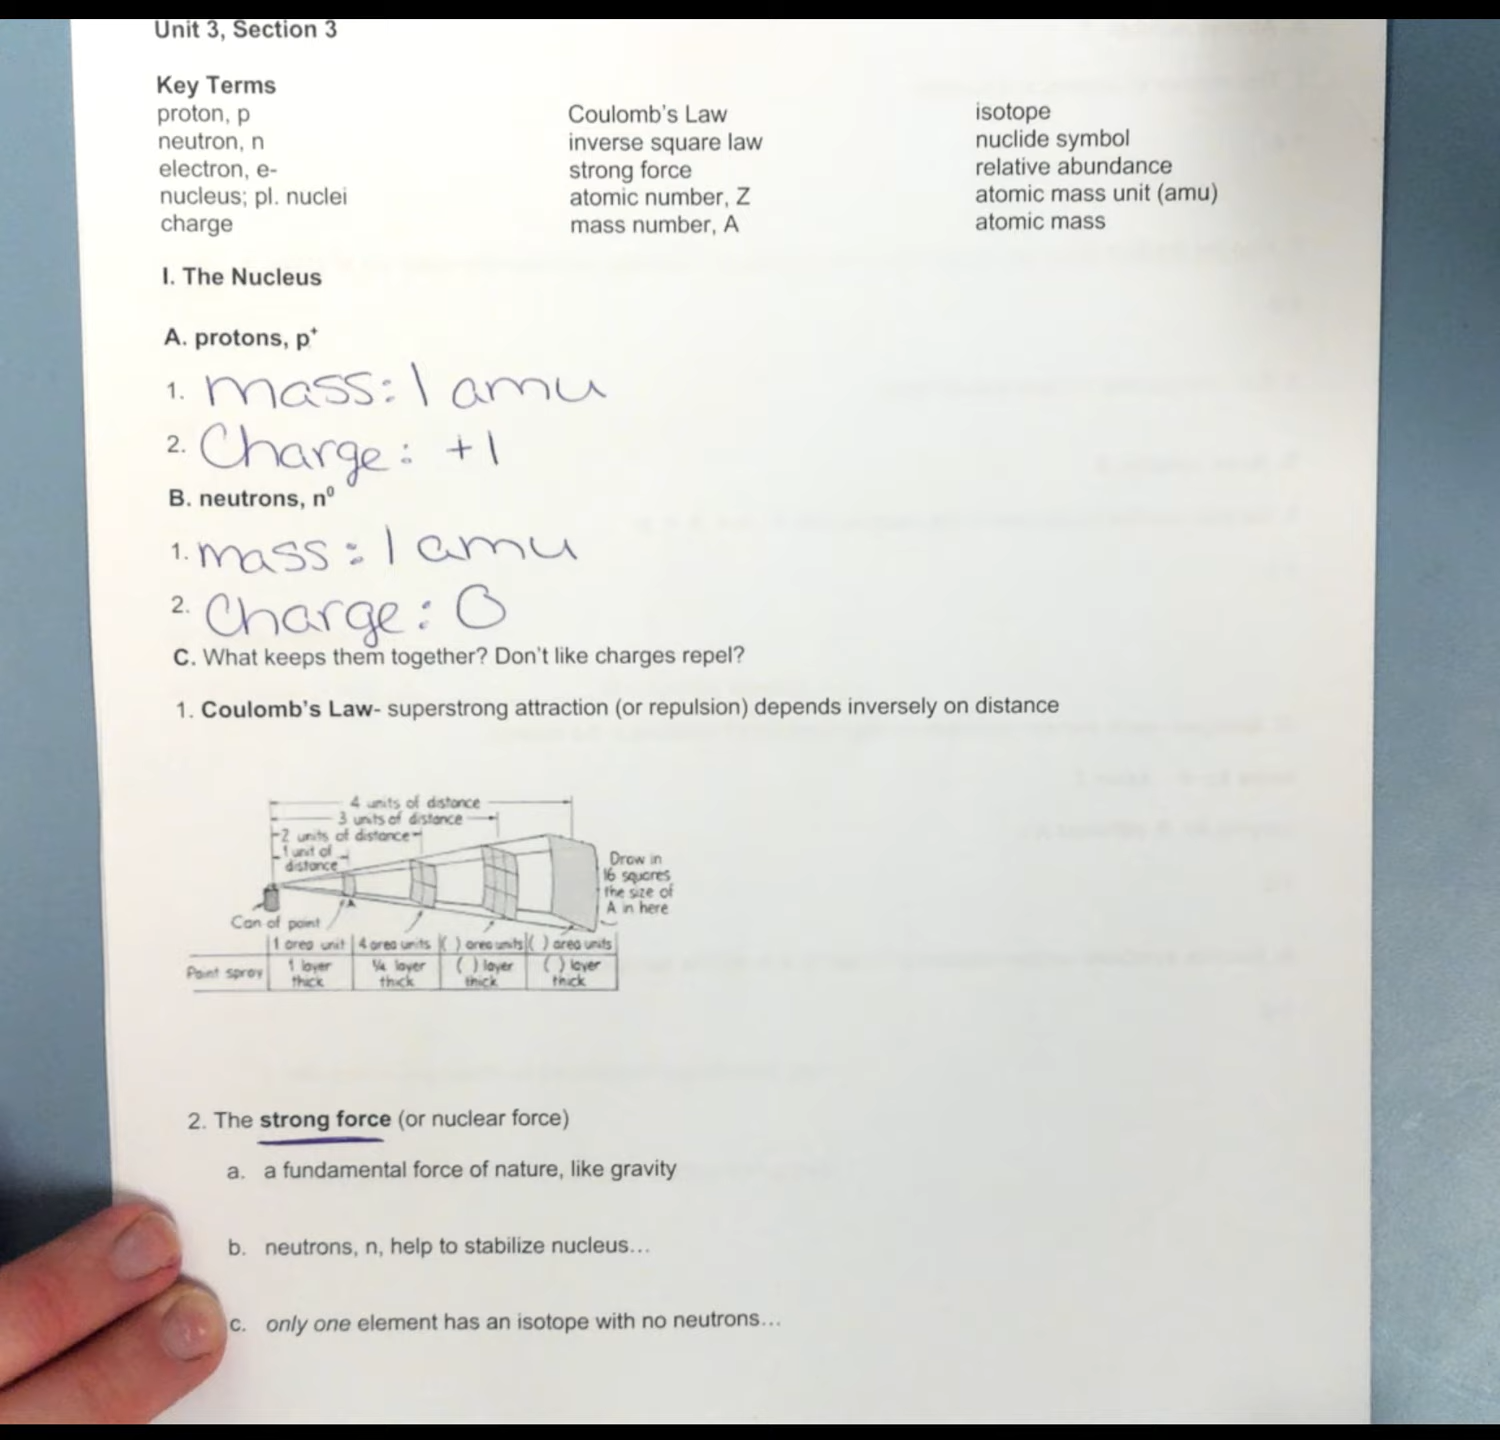 Unit 3, Section 3
Key Terms
proton, p
neutron, n
electron, e-
nucleus; pl. nuclei
charge
Coulomb's Law
inverse square law
strong force
atomic number, Z
mass number, A
isotope
nuclide symbol
relative abundance
atomic mass unit (amu)
atomic mass
I. The Nucleus
A. protons, p⁺
1. mass: 1 amu
2. Charge: +1
B. neutrons, n⁰
1. mass: 1 amu
2. Charge: 0
C. What keeps them together? Don't like charges repel?
1. Coulomb's Law- superstrong attraction (or repulsion) depends inversely on distance
4 units of distance
3 units of distance
2 units of distance
1 unit of
distance
Draw in
16 squares
the size of
A in here
A
Can of paint
1 area unit 4 area units ( ) area units ( ) area units
Paint spray
1 layer
thick
¼ layer
thick
( ) layer
thick
( ) layer
thick
2. The strong force (or nuclear force)
a. a fundamental force of nature, like gravity
b. neutrons, n, help to stabilize nucleus...
c. only one element has an isotope with no neutrons...